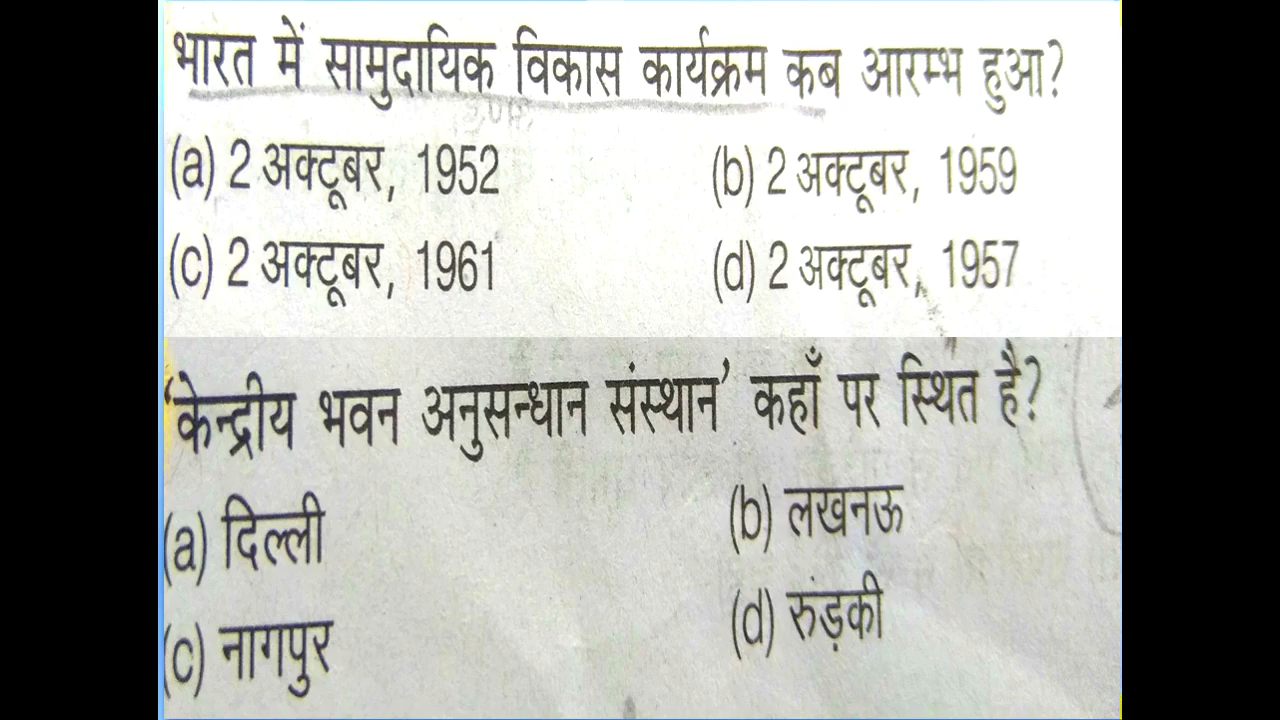 भारत में सामुदायिक विकास कार्यक्रम कब आरम्भ हुआ?
(a) 2 अक्टूबर, 1952 (b) 2 अक्टूबर, 1959
(c) 2 अक्टूबर, 1961 (d) 2 अक्टूबर, 1957
‘केन्द्रीय भवन अनुसन्धान संस्थान’ कहाँ पर स्थित है?
(a) दिल्ली (b) लखनऊ
(c) नागपुर (d) रुंड़की